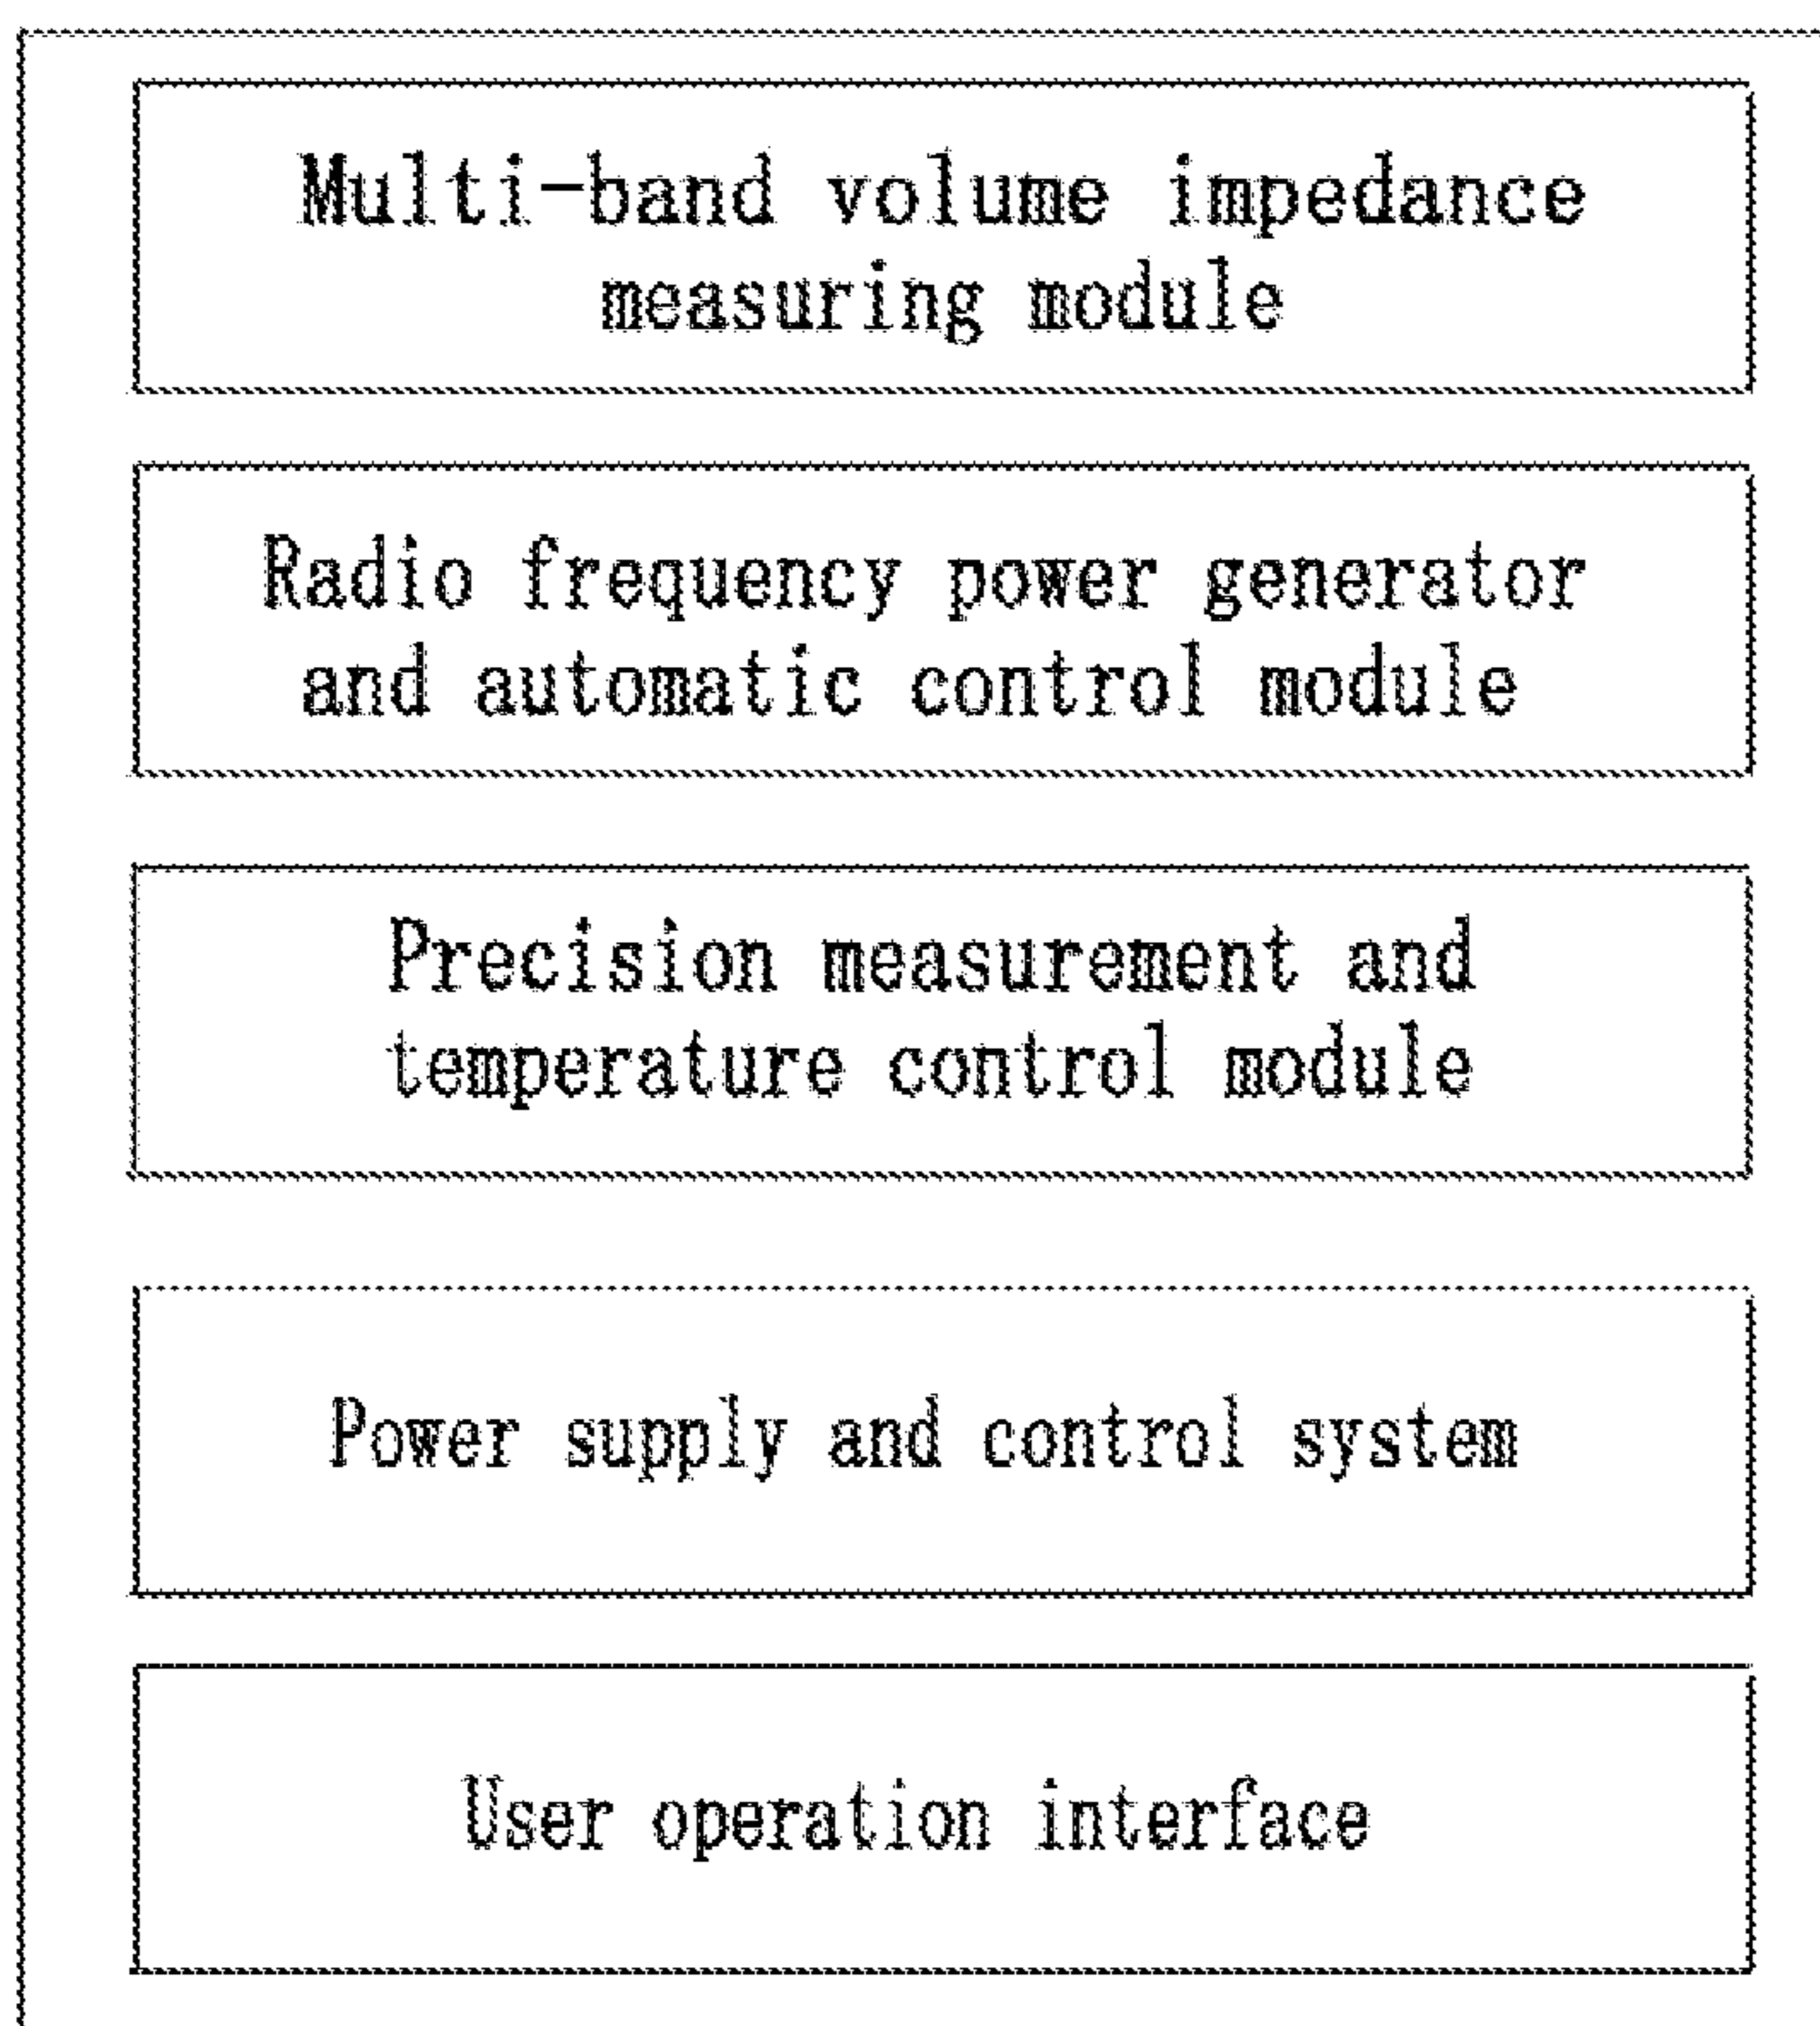 Multi-band volume impedance
measuring module
Radio frequency power generator
and automatic control module
Precision measurement and
temperature control module
Power supply and control system
User operation interface